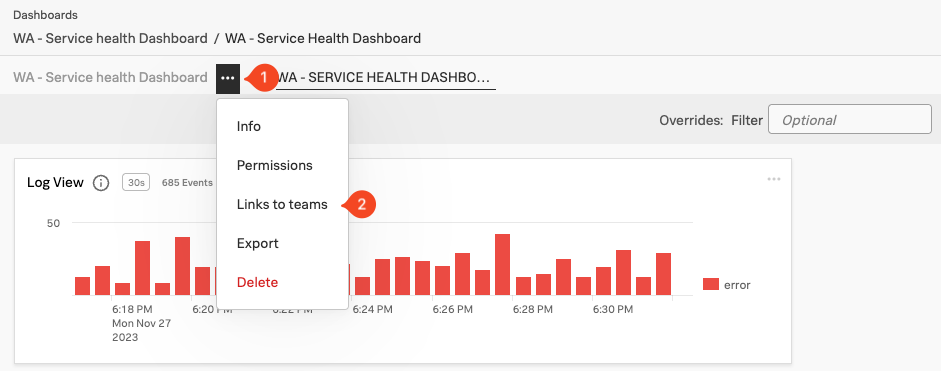 Dashboards
WA - Service health Dashboard / WA - Service Health Dashboard
WA - Service health Dashboard ••• 1 WA - SERVICE HEALTH DASHBO...
Overrides: Filter Optional
Info
Permissions
Links to teams 2
Export
Delete
Log View i 30s 685 Events
50
error
6:18 PM 6:20 PM 6:22 PM 6:24 PM 6:26 PM 6:28 PM 6:30 PM
Mon Nov 27
2023